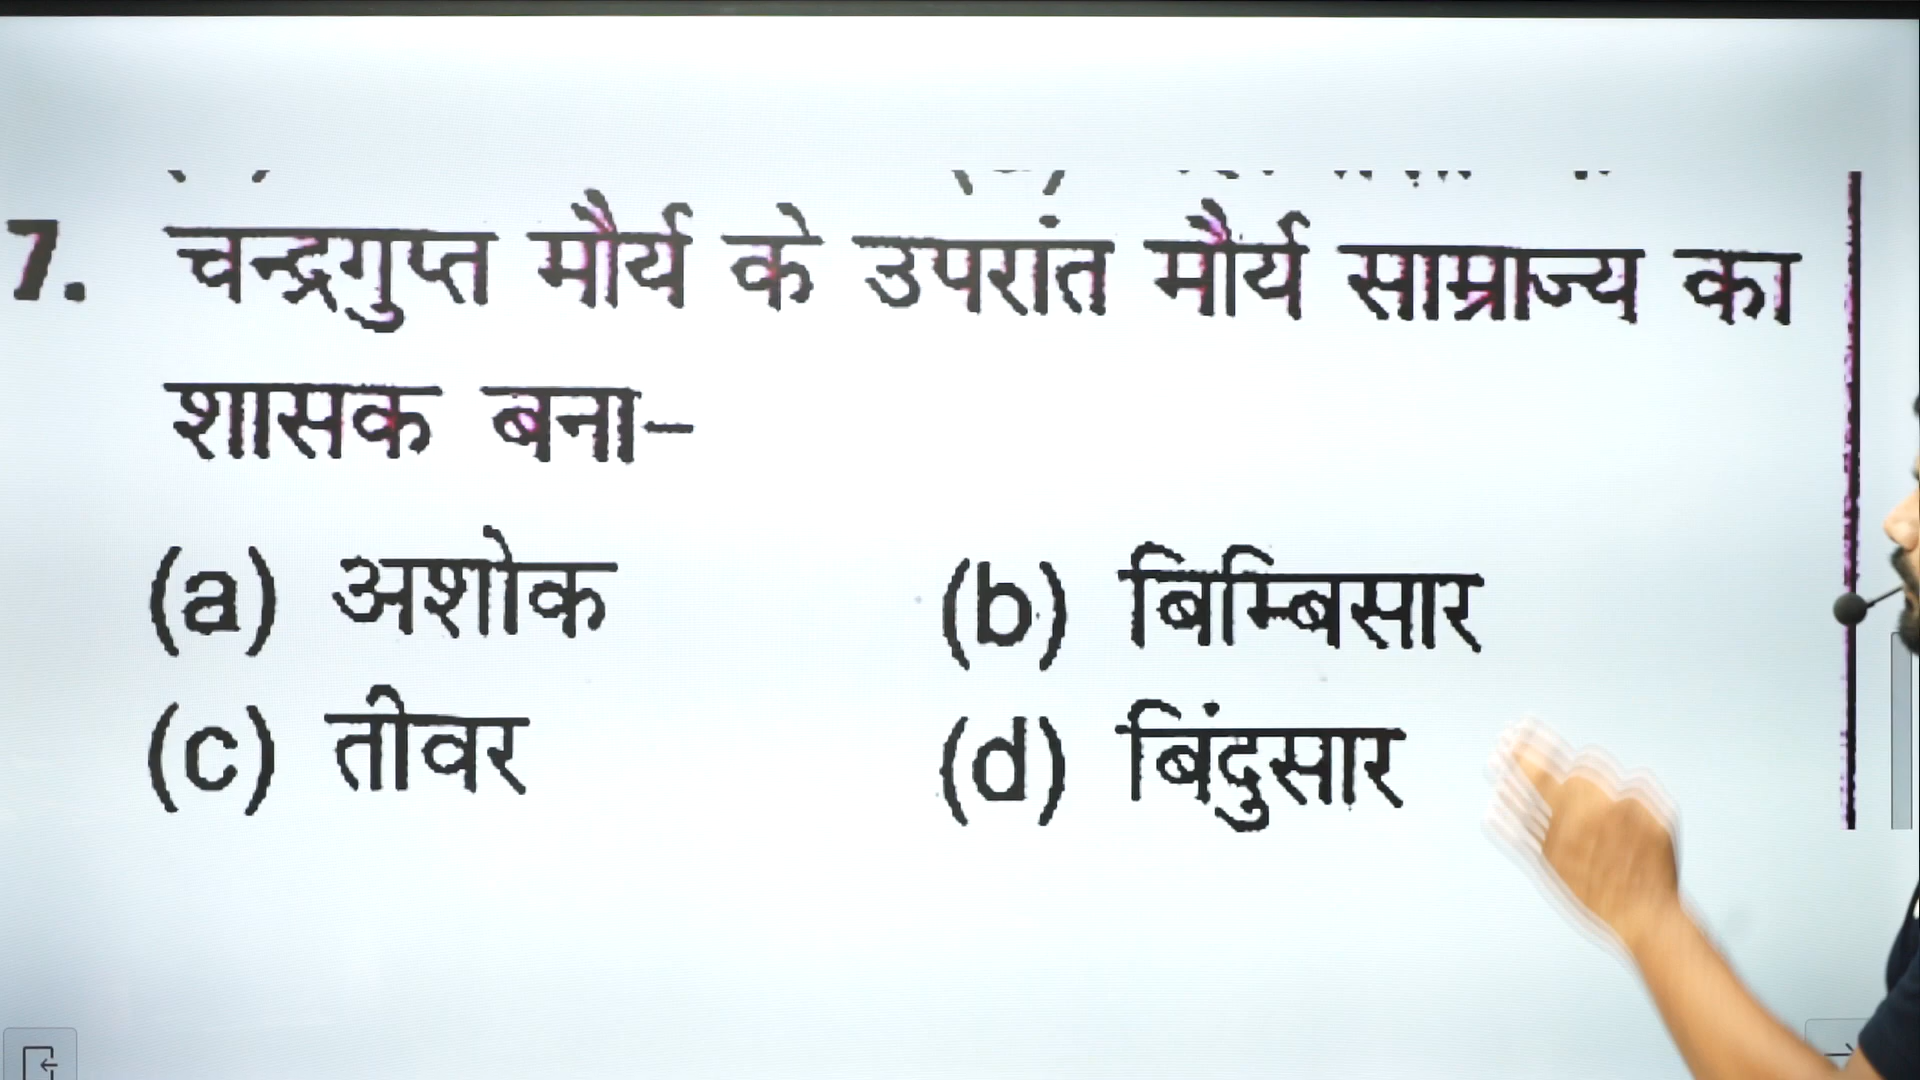 7. चन्द्रगुप्त मौर्य के उपरांत मौर्य साम्राज्य का
शासक बना–
(a) अशोक (b) बिम्बिसार
(c) तीवर (d) बिंदुसार